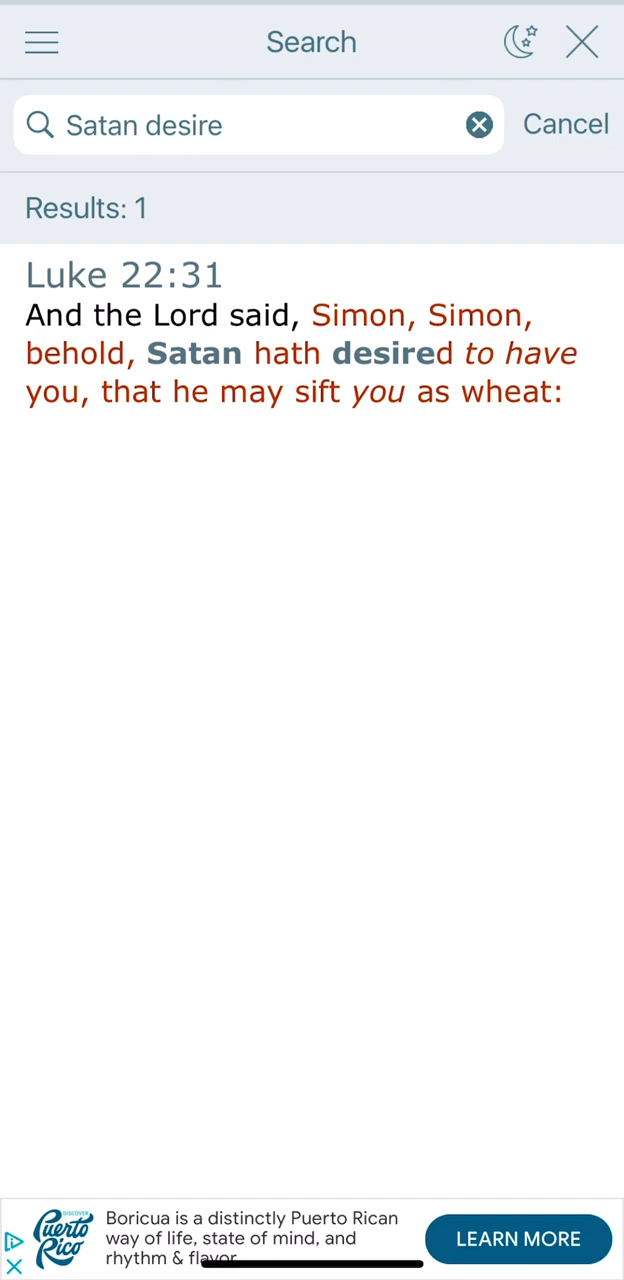 Search
Satan desire
Cancel
Results: 1
Luke 22:31
And the Lord said, Simon, Simon,
behold, Satan hath desired to have
you, that he may sift you as wheat:
DISCOVER
Puerto
Rico
Boricua is a distinctly Puerto Rican
way of life, state of mind, and
rhythm & flavor
LEARN MORE